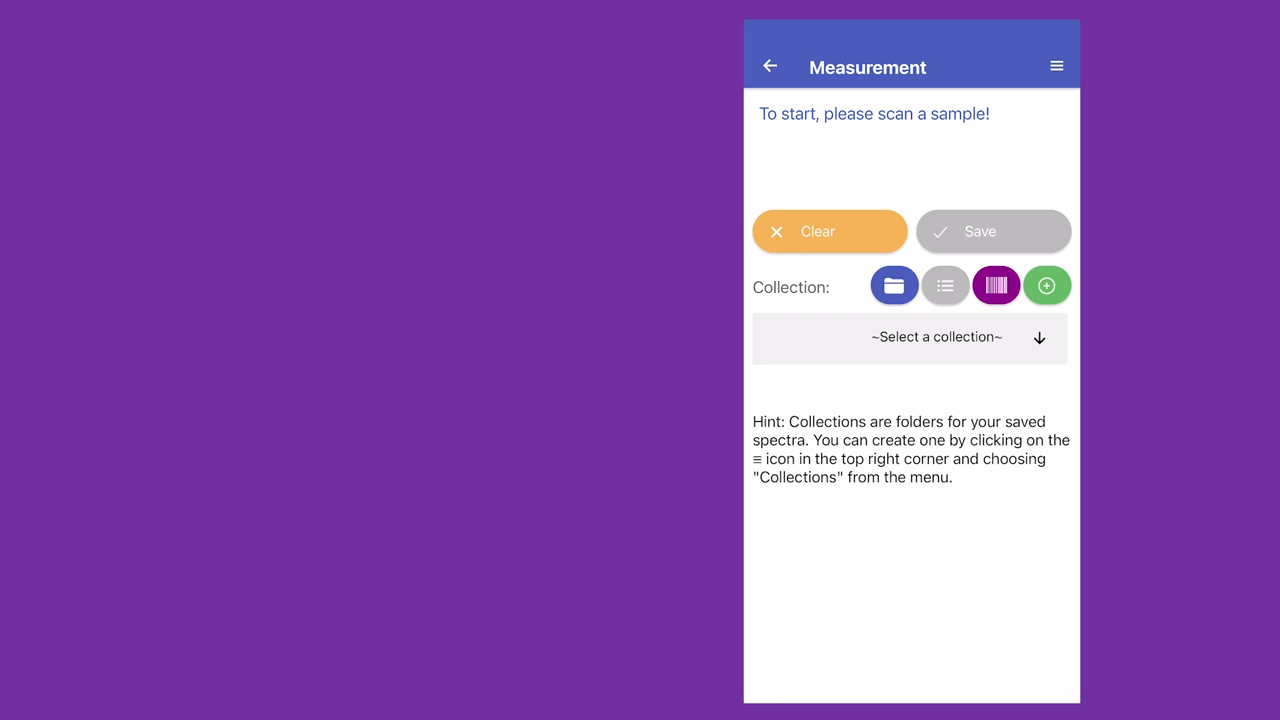 Measurement
To start, please scan a sample!
Clear
Save
Collection:
~Select a collection~
Hint: Collections are folders for your saved
spectra. You can create one by clicking on the
≡ icon in the top right corner and choosing
"Collections" from the menu.